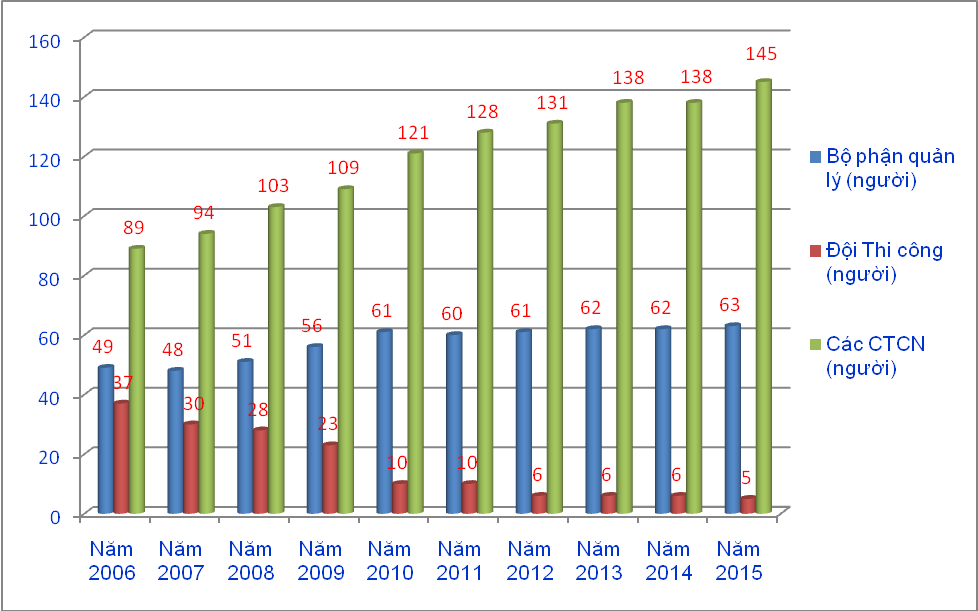 160
140
120
100
80
60
40
20
0
49 37 89
48 30 94
51 28 103
56 23 109
61 10 121
60 10 128
61 6 131
62 6 138
62 6 138
63 5 145
Năm
2006
Năm
2007
Năm
2008
Năm
2009
Năm
2010
Năm
2011
Năm
2012
Năm
2013
Năm
2014
Năm
2015
Bộ phận quản
lý (người)
Đội Thi công
(người)
Các CTCN
(người)